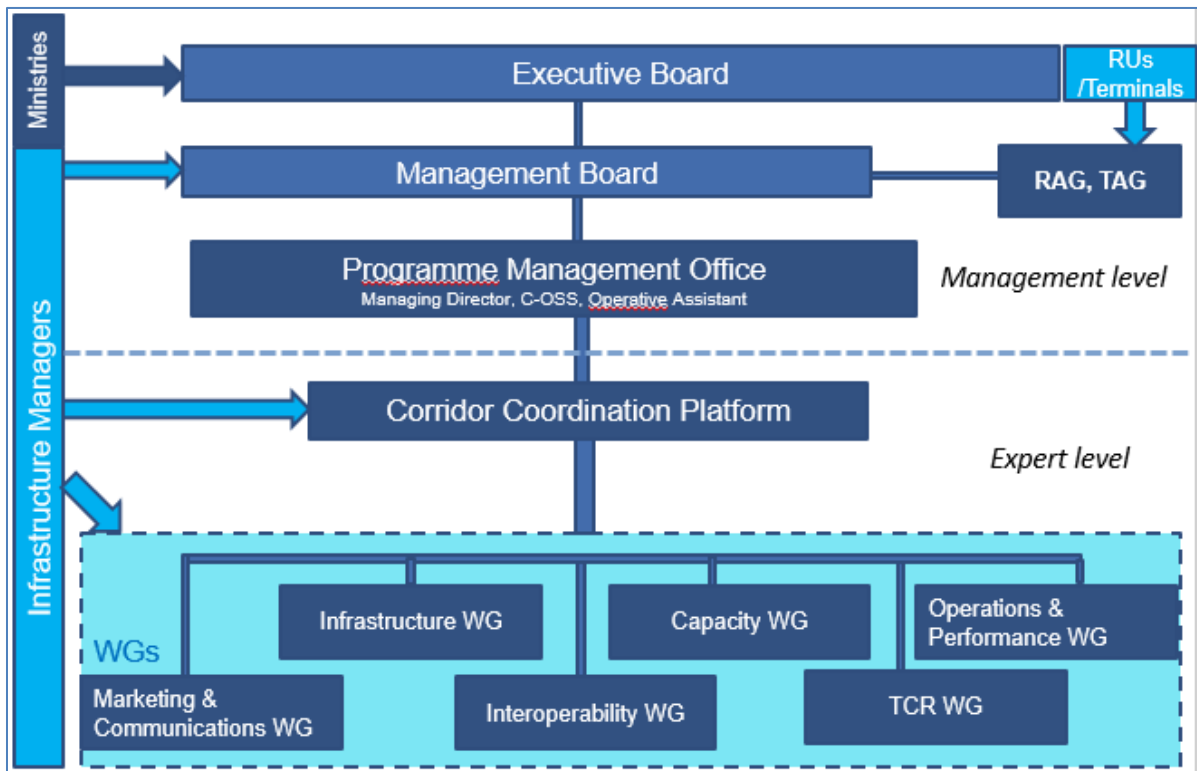 Ministries
Executive Board
RUs
/Terminals
Management Board
RAG, TAG
Programme Management Office
Managing Director, C-OSS, Operative Assistant
Management level
Infrastructure Managers
Corridor Coordination Platform
Expert level
WGs
Infrastructure WG
Capacity WG
Operations &
Performance WG
Marketing &
Communications WG
Interoperability WG
TCR WG